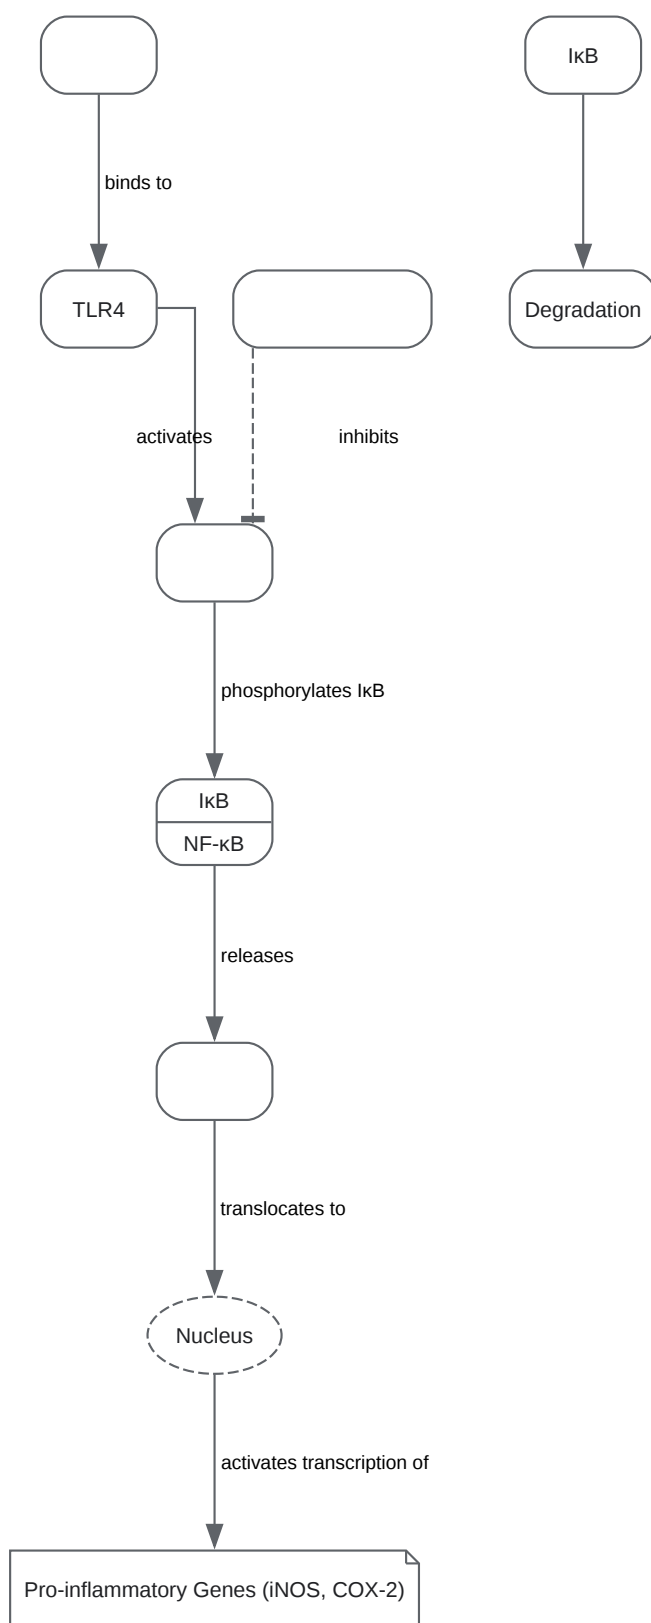 IκB
binds to
TLR4
Degradation
activates
inhibits
phosphorylates IκB
IκB
NF-κB
releases
translocates to
Nucleus
activates transcription of
Pro-inflammatory Genes (iNOS, COX-2)